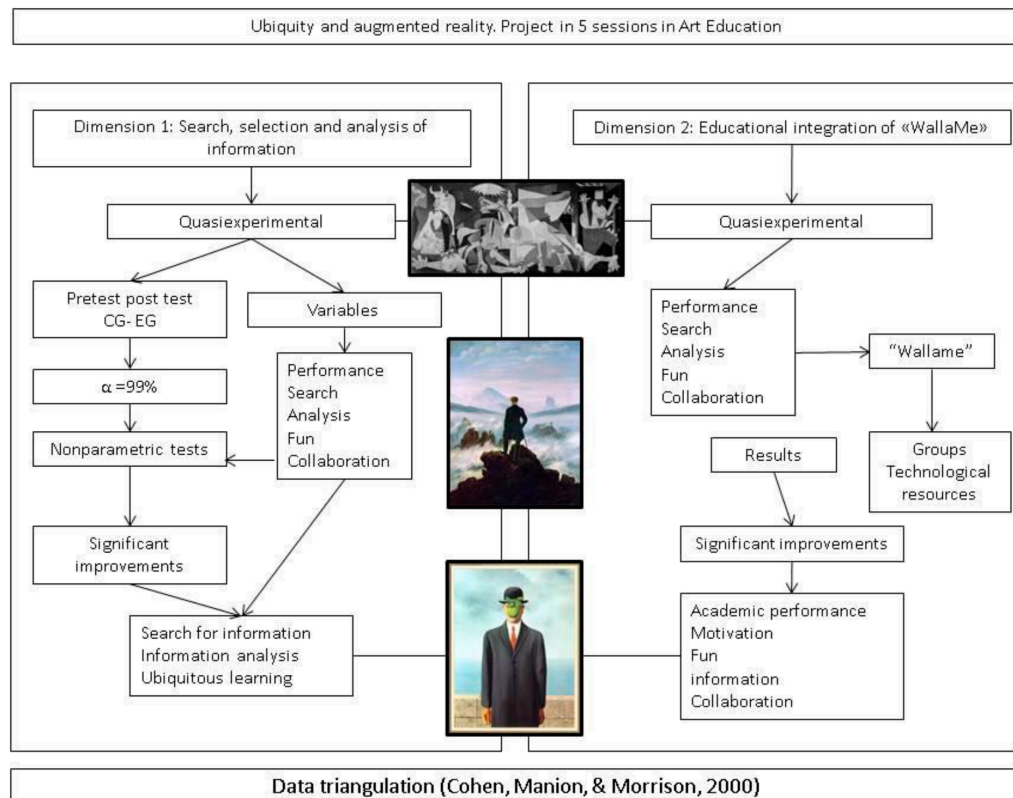 Ubiquity and augmented reality. Project in 5 sessions in Art Education
Dimension 1: Search, selection and analysis of
information
Quasiexperimental
Pretest post test
CG- EG
Variables
α =99%
Performance
Search
Analysis
Fun
Collaboration
Nonparametric tests
Significant
improvements
Search for information
Information analysis
Ubiquitous learning
Dimension 2: Educational integration of «WallaMe»
Quasiexperimental
Performance
Search
Analysis
Fun
Collaboration
“Wallame”
Groups
Technological
resources
Results
Significant improvements
Academic performance
Motivation
Fun
information
Collaboration
Data triangulation (Cohen, Manion, & Morrison, 2000)